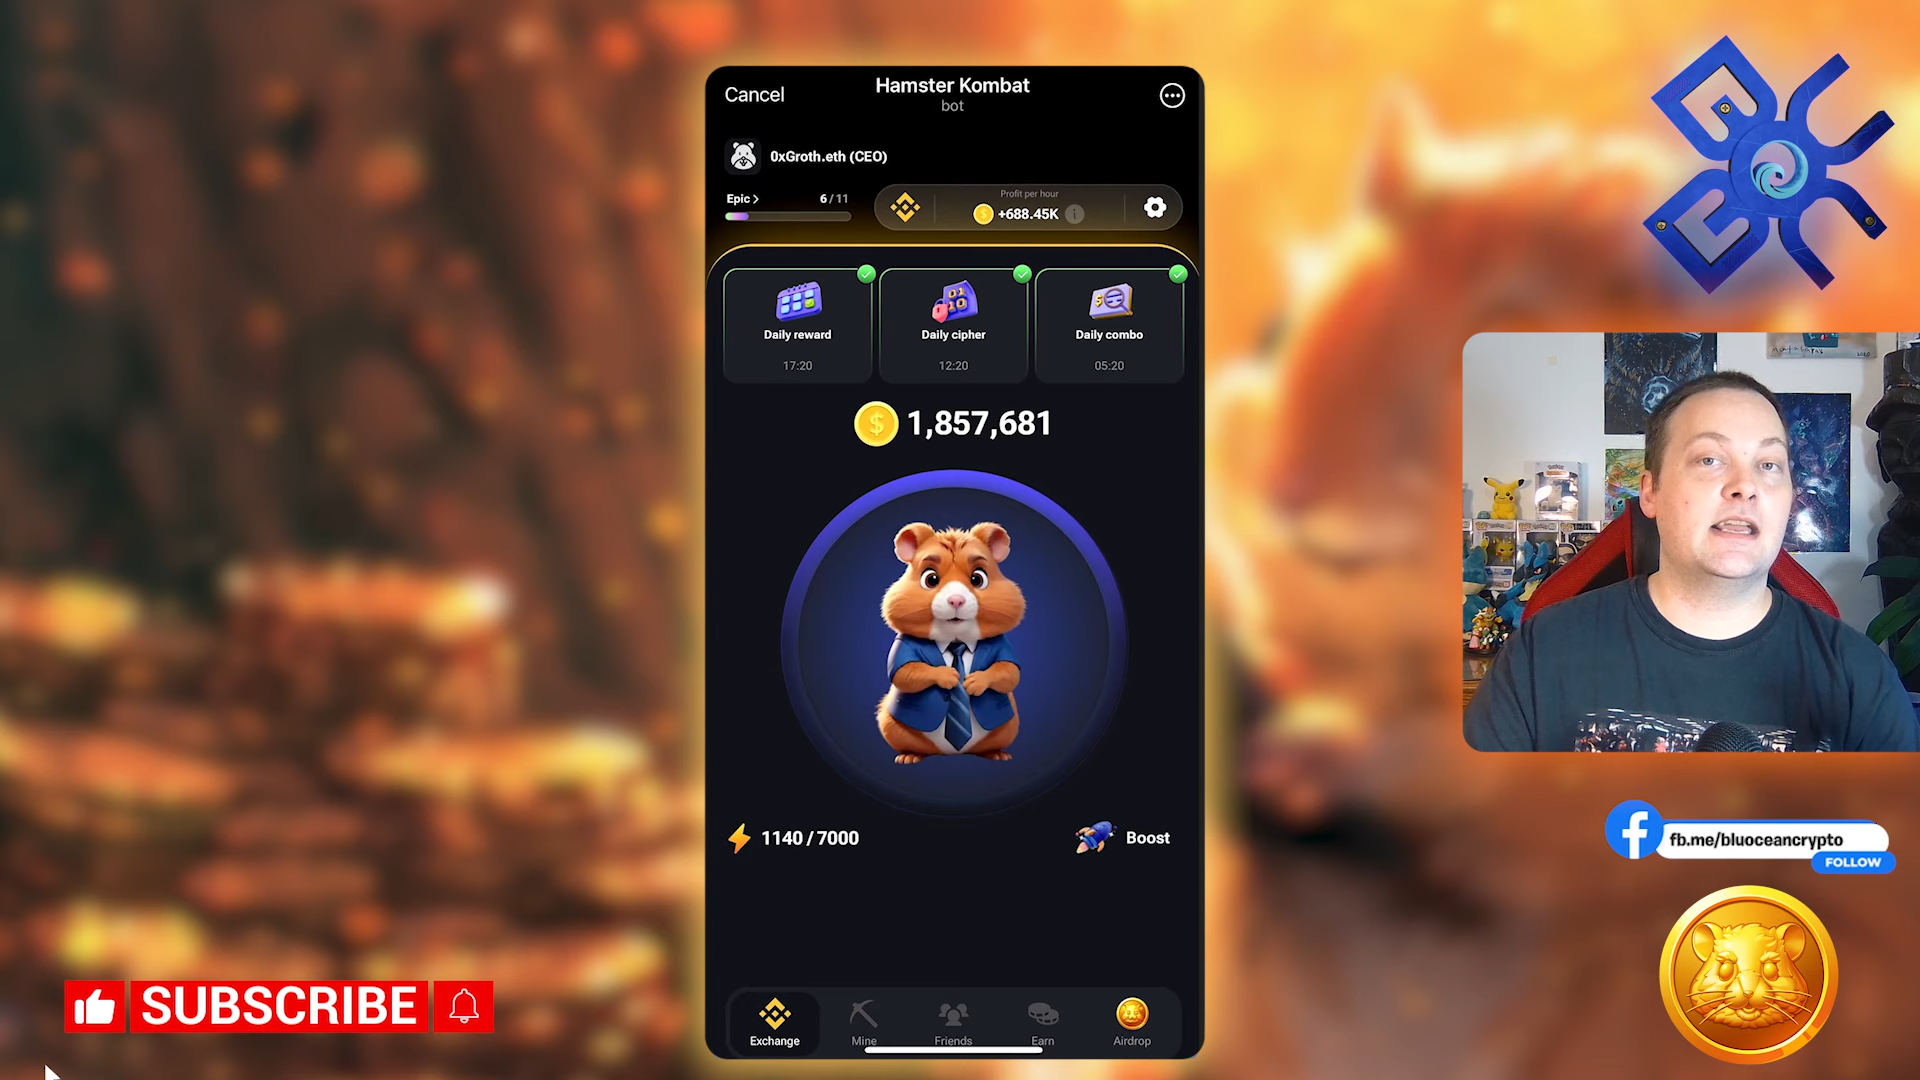 Cancel
Hamster Kombat
bot
0xGroth.eth (CEO)
Epic >
6 / 11
Profit per hour
+688.45K
Daily reward
17:20
Daily cipher
12:20
Daily combo
05:20
1,857,681
1140 / 7000
Boost
Exchange
Mine
Friends
Earn
Airdrop
SUBSCRIBE
fb.me/bluoceancrypto
FOLLOW